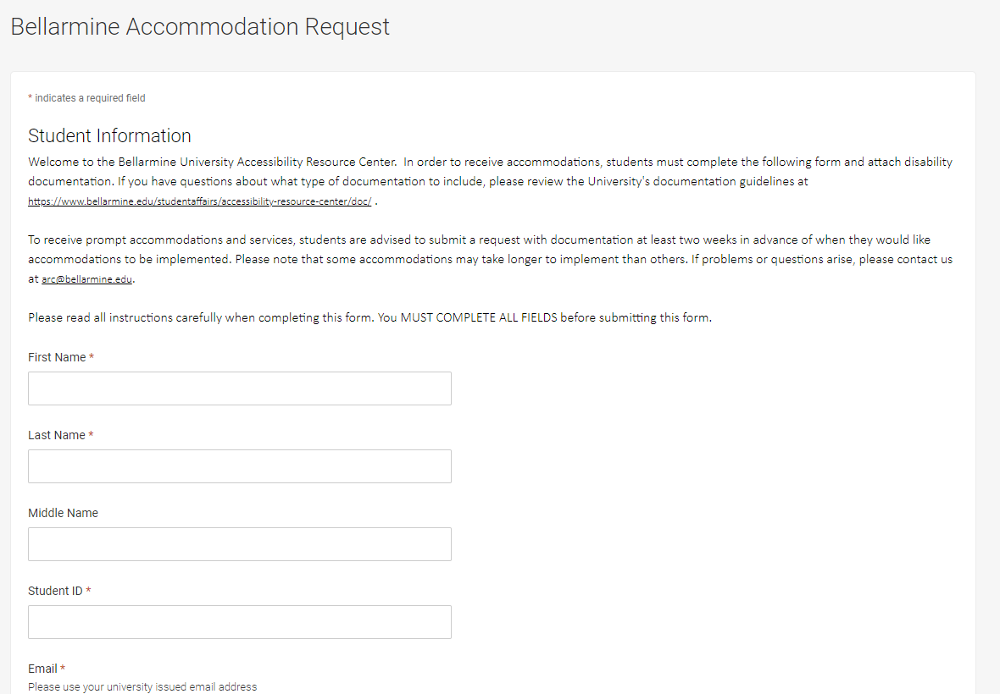 Bellarmine Accommodation Request
* indicates a required field
Student Information
Welcome to the Bellarmine University Accessibility Resource Center.  In order to receive accommodations, students must complete the following form and attach disability
documentation. If you have questions about what type of documentation to include, please review the University's documentation guidelines at
https://www.bellarmine.edu/studentaffairs/accessibility-resource-center/doc/ .
To receive prompt accommodations and services, students are advised to submit a request with documentation at least two weeks in advance of when they would like
accommodations to be implemented. Please note that some accommodations may take longer to implement than others. If problems or questions arise, please contact us
at arc@bellarmine.edu.
Please read all instructions carefully when completing this form. You MUST COMPLETE ALL FIELDS before submitting this form.
First Name *
Last Name *
Middle Name
Student ID *
Email *
Please use your university issued email address